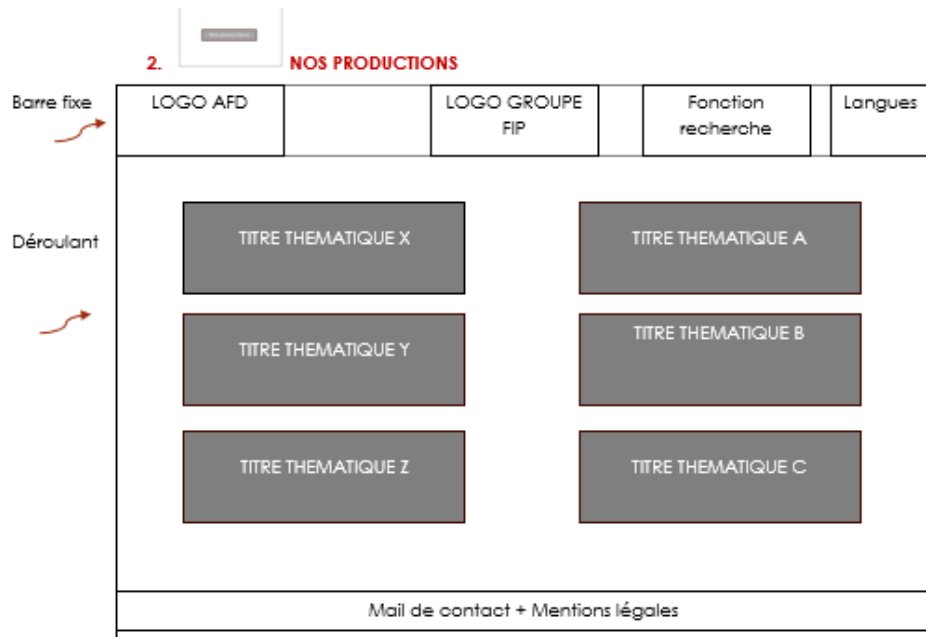 2. NOS PRODUCTIONS
Barre fixe
LOGO AFD
LOGO GROUPE
FIP
Fonction
recherche
Langues
Déroulant
TITRE THEMATIQUE X
TITRE THEMATIQUE A
TITRE THEMATIQUE Y
TITRE THEMATIQUE B
TITRE THEMATIQUE Z
TITRE THEMATIQUE C
Mail de contact + Mentions légales